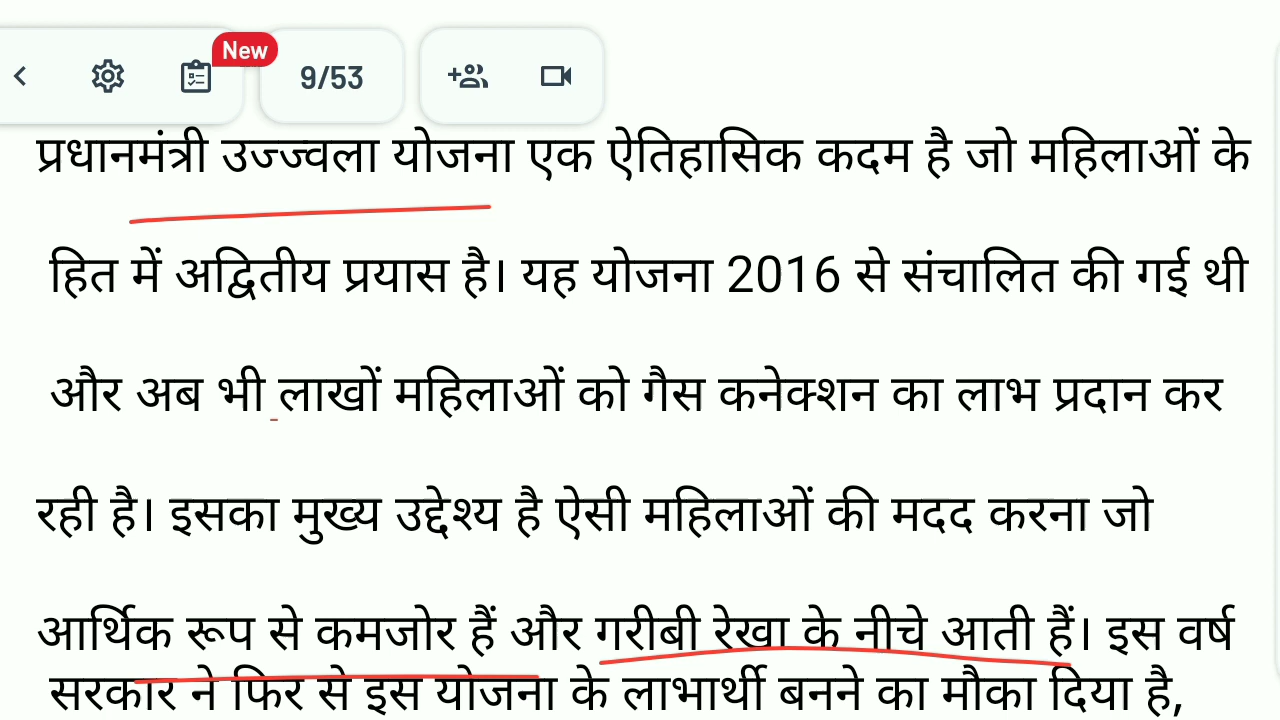 New
9/53
प्रधानमंत्री उज्ज्वला योजना एक ऐतिहासिक कदम है जो महिलाओं के
हित में अद्वितीय प्रयास है। यह योजना 2016 से संचालित की गई थी
और अब भी लाखों महिलाओं को गैस कनेक्शन का लाभ प्रदान कर
रही है। इसका मुख्य उद्देश्य है ऐसी महिलाओं की मदद करना जो
आर्थिक रूप से कमजोर हैं और गरीबी रेखा के नीचे आती हैं। इस वर्ष
सरकार ने फिर से इस योजना के लाभार्थी बनने का मौका दिया है,